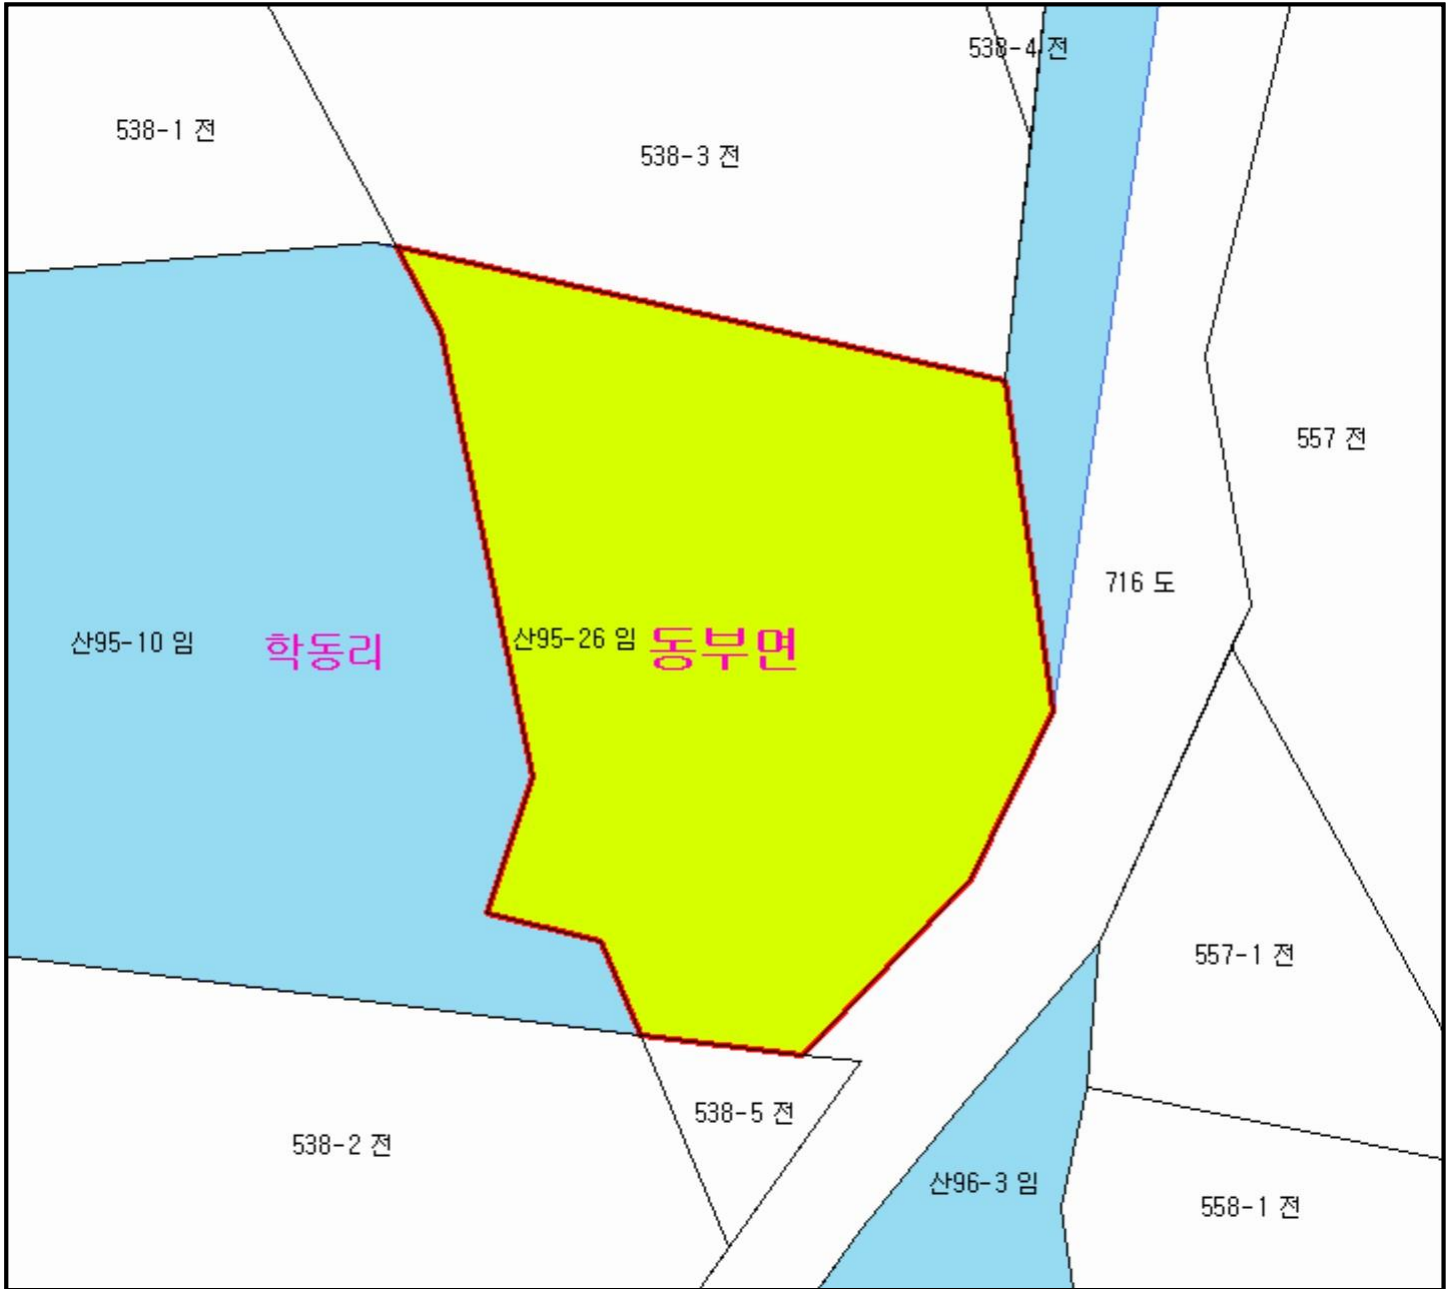 538-4 전
538-1 전
538-3 전
557 전
716 도
산95-10 임
학동리
산95-26 임
동부면
557-1 전
538-5 전
538-2 전
산96-3 임
558-1 전